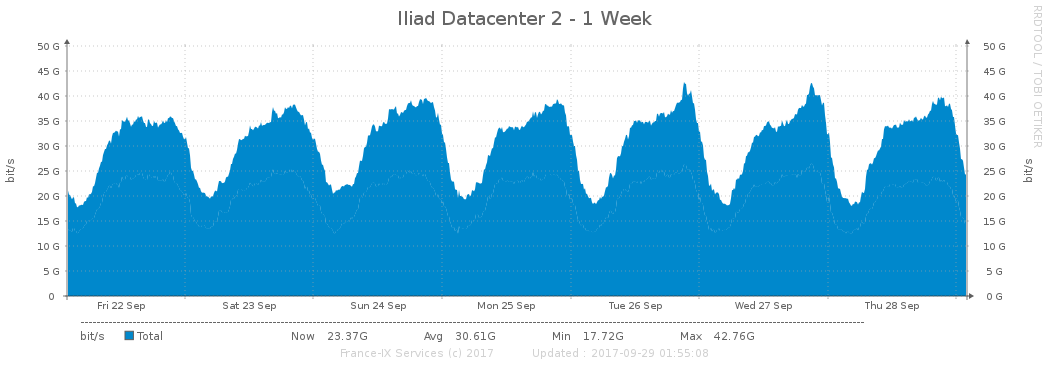 Iliad Datacenter 2 - 1 Week
RRDTOOL / TOBI OETIKER
bit/s
50 G 50 G
45 G 45 G
40 G 40 G
35 G 35 G
30 G 30 G
25 G 25 G
20 G 20 G
15 G 15 G
10 G 10 G
5 G 5 G
0 0 G
bit/s
Fri 22 Sep Sat 23 Sep Sun 24 Sep Mon 25 Sep Tue 26 Sep Wed 27 Sep Thu 28 Sep
bit/s Total Now 23.37G Avg 30.61G Min 17.72G Max 42.76G
France-IX Services (c) 2017 Updated : 2017-09-29 01:55:08